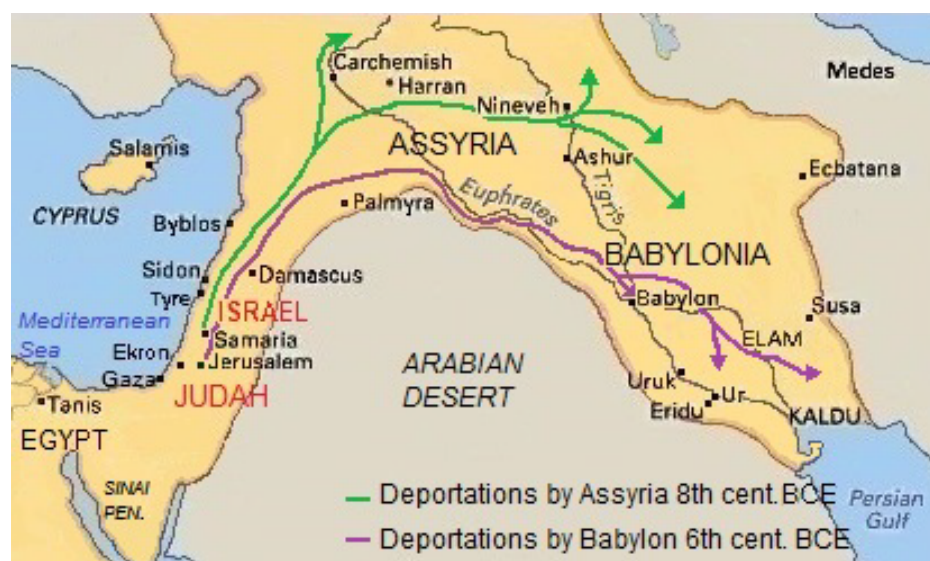 Carchemish
Harran
Medes
Nineveh
Salamis
ASSYRIA
Ashur
Ecbatana
Tigris
Euphrates
CYPRUS
Palmyra
Byblos
BABYLONIA
Sidon
Damascus
Tyre
Babylon
Susa
ISRAEL
Mediterranean
Sea
Samaria
ELAM
Ekron
Jerusalem
ARABIAN
DESERT
Gaza
JUDAH
Uruk
Ur
Eridu
KALDU
Tanis
EGYPT
SINAI
PEN.
Deportations by Assyria 8th cent. BCE
Persian
Gulf
Deportations by Babylon 6th cent. BCE